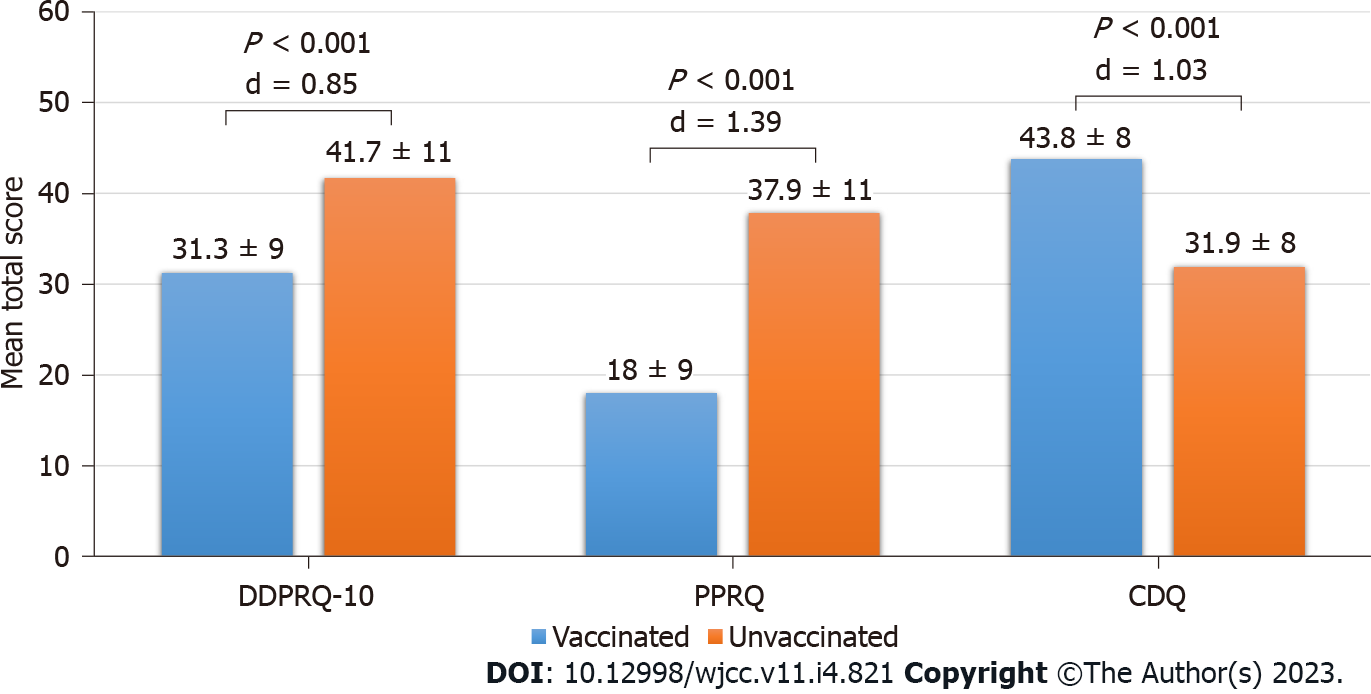 60
50
40
30
20
10
0
Mean total score
P < 0.001
d = 0.85
31.3 ± 9
41.7 ± 11
P < 0.001
d = 1.39
18 ± 9
37.9 ± 11
P < 0.001
d = 1.03
43.8 ± 8
31.9 ± 8
DDPRQ-10 PPRQ CDQ
Vaccinated Unvaccinated
DOI: 10.12998/wjcc.v11.i4.821 Copyright ©The Author(s) 2023.